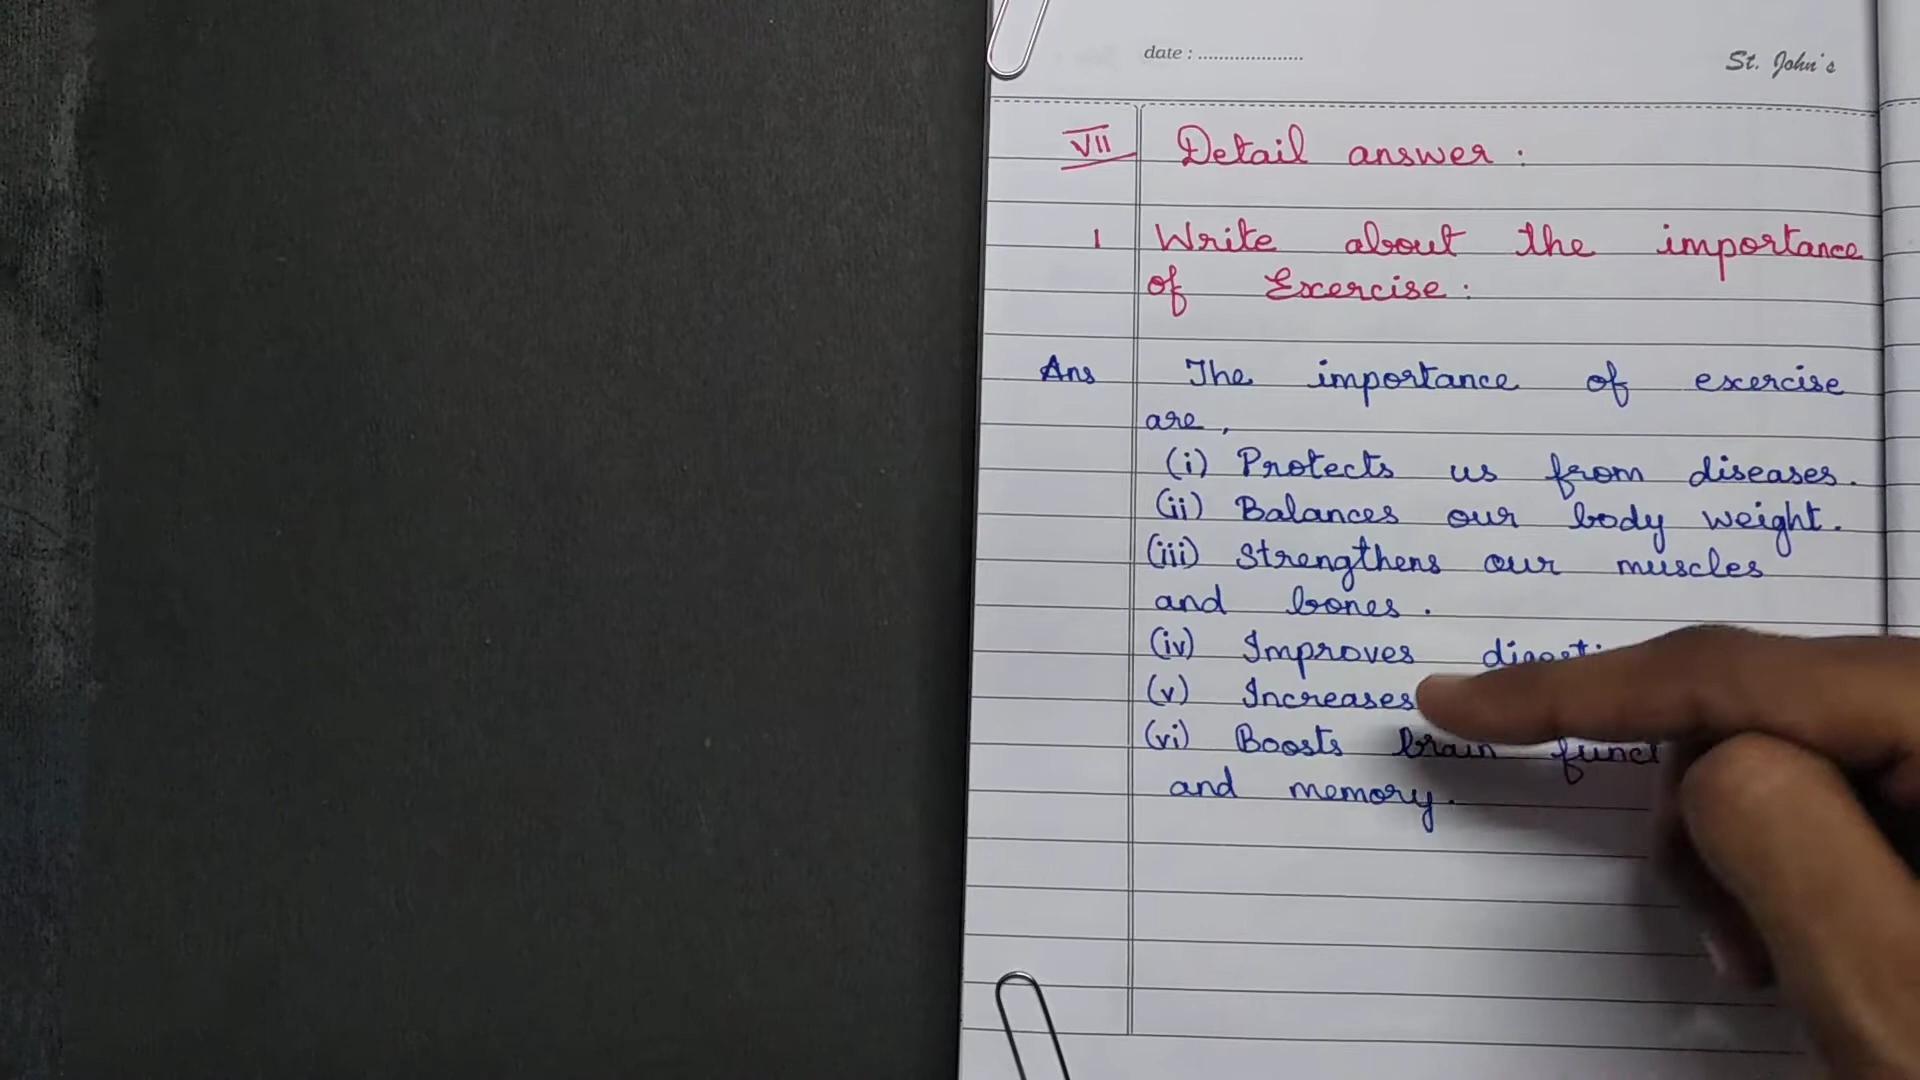 date : ....................
St. John's
VII Detail answer :
1 Write about the importance
of Exercise :
Ans The importance of exercise
are,
(i) Protects us from diseases.
(ii) Balances our body weight.
(iii) Strengthens our muscles
and bones.
(iv) Improves
(v) Increases
(vi) Boosts brain
and memory.